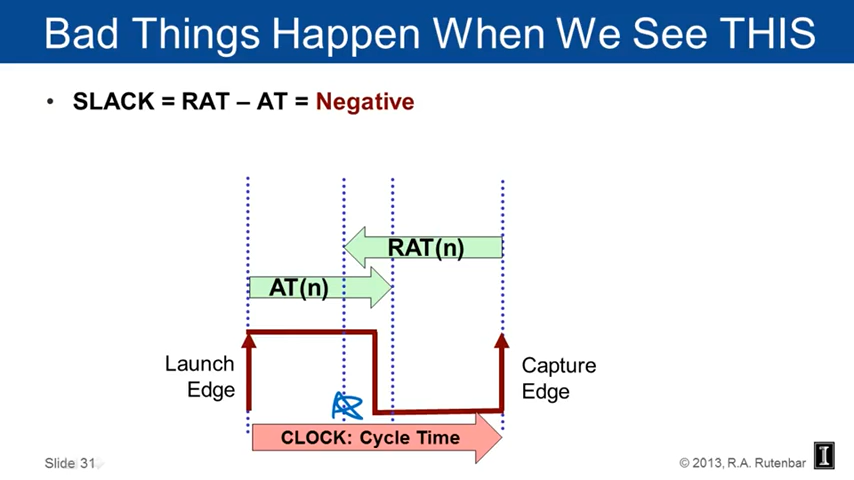 Bad Things Happen When We See THIS
• SLACK = RAT – AT = Negative
RAT(n)
AT(n)
Launch
Edge
Capture
Edge
CLOCK: Cycle Time
Slide 31
© 2013, R.A. Rutenbar
I